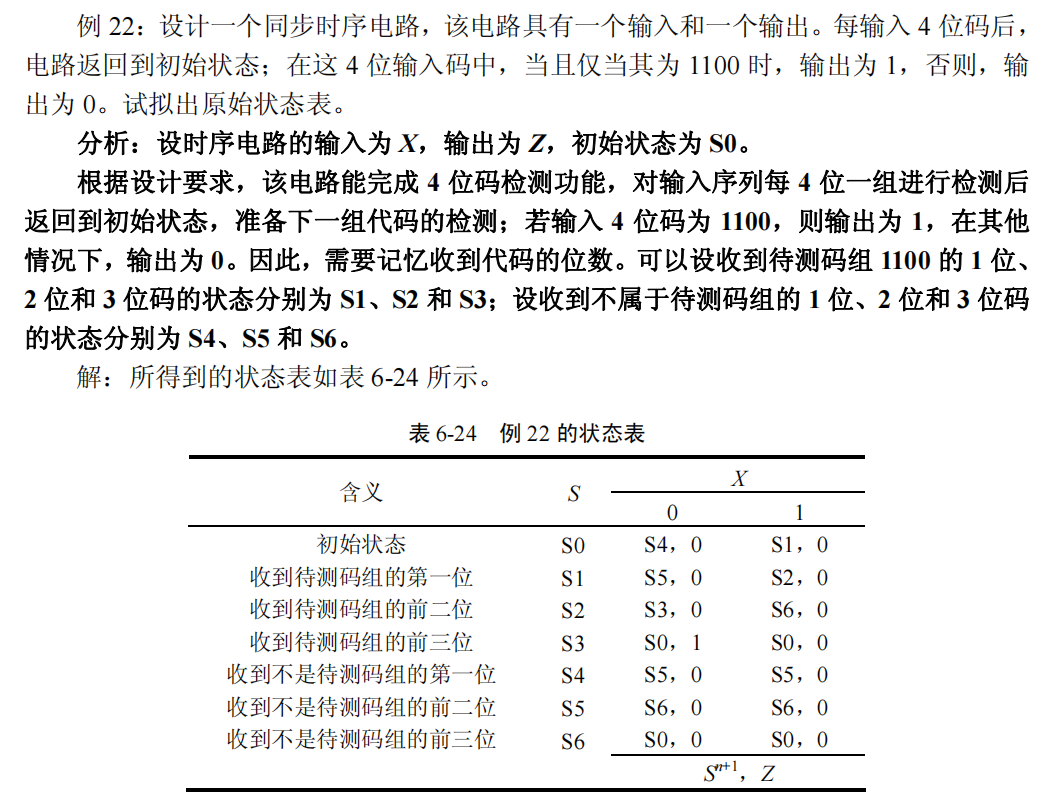 例 22：设计一个同步时序电路，该电路具有一个输入和一个输出。每输入 4 位码后，
电路返回到初始状态；在这 4 位输入码中，当且仅当其为 1100 时，输出为 1，否则，输
出为 0。试拟出原始状态表。
分析：设时序电路的输入为 X，输出为 Z，初始状态为 S0。
根据设计要求，该电路能完成 4 位码检测功能，对输入序列每 4 位一组进行检测后
返回到初始状态，准备下一组代码的检测；若输入 4 位码为 1100，则输出为 1，在其他
情况下，输出为 0。因此，需要记忆收到代码的位数。可以设收到待测码组 1100 的 1 位、
2 位和 3 位码的状态分别为 S1、S2 和 S3；设收到不属于待测码组的 1 位、2 位和 3 位码
的状态分别为 S4、S5 和 S6。
解：所得到的状态表如表 6-24 所示。
表 6-24 例 22 的状态表
含义 S X
0 1
初始状态 S0 S4，0 S1，0
收到待测码组的第一位 S1 S5，0 S2，0
收到待测码组的前二位 S2 S3，0 S6，0
收到待测码组的前三位 S3 S0，1 S0，0
收到不是待测码组的第一位 S4 S5，0 S5，0
收到不是待测码组的前二位 S5 S6，0 S6，0
收到不是待测码组的前三位 S6 S0，0 S0，0
Sⁿ⁺¹，Z